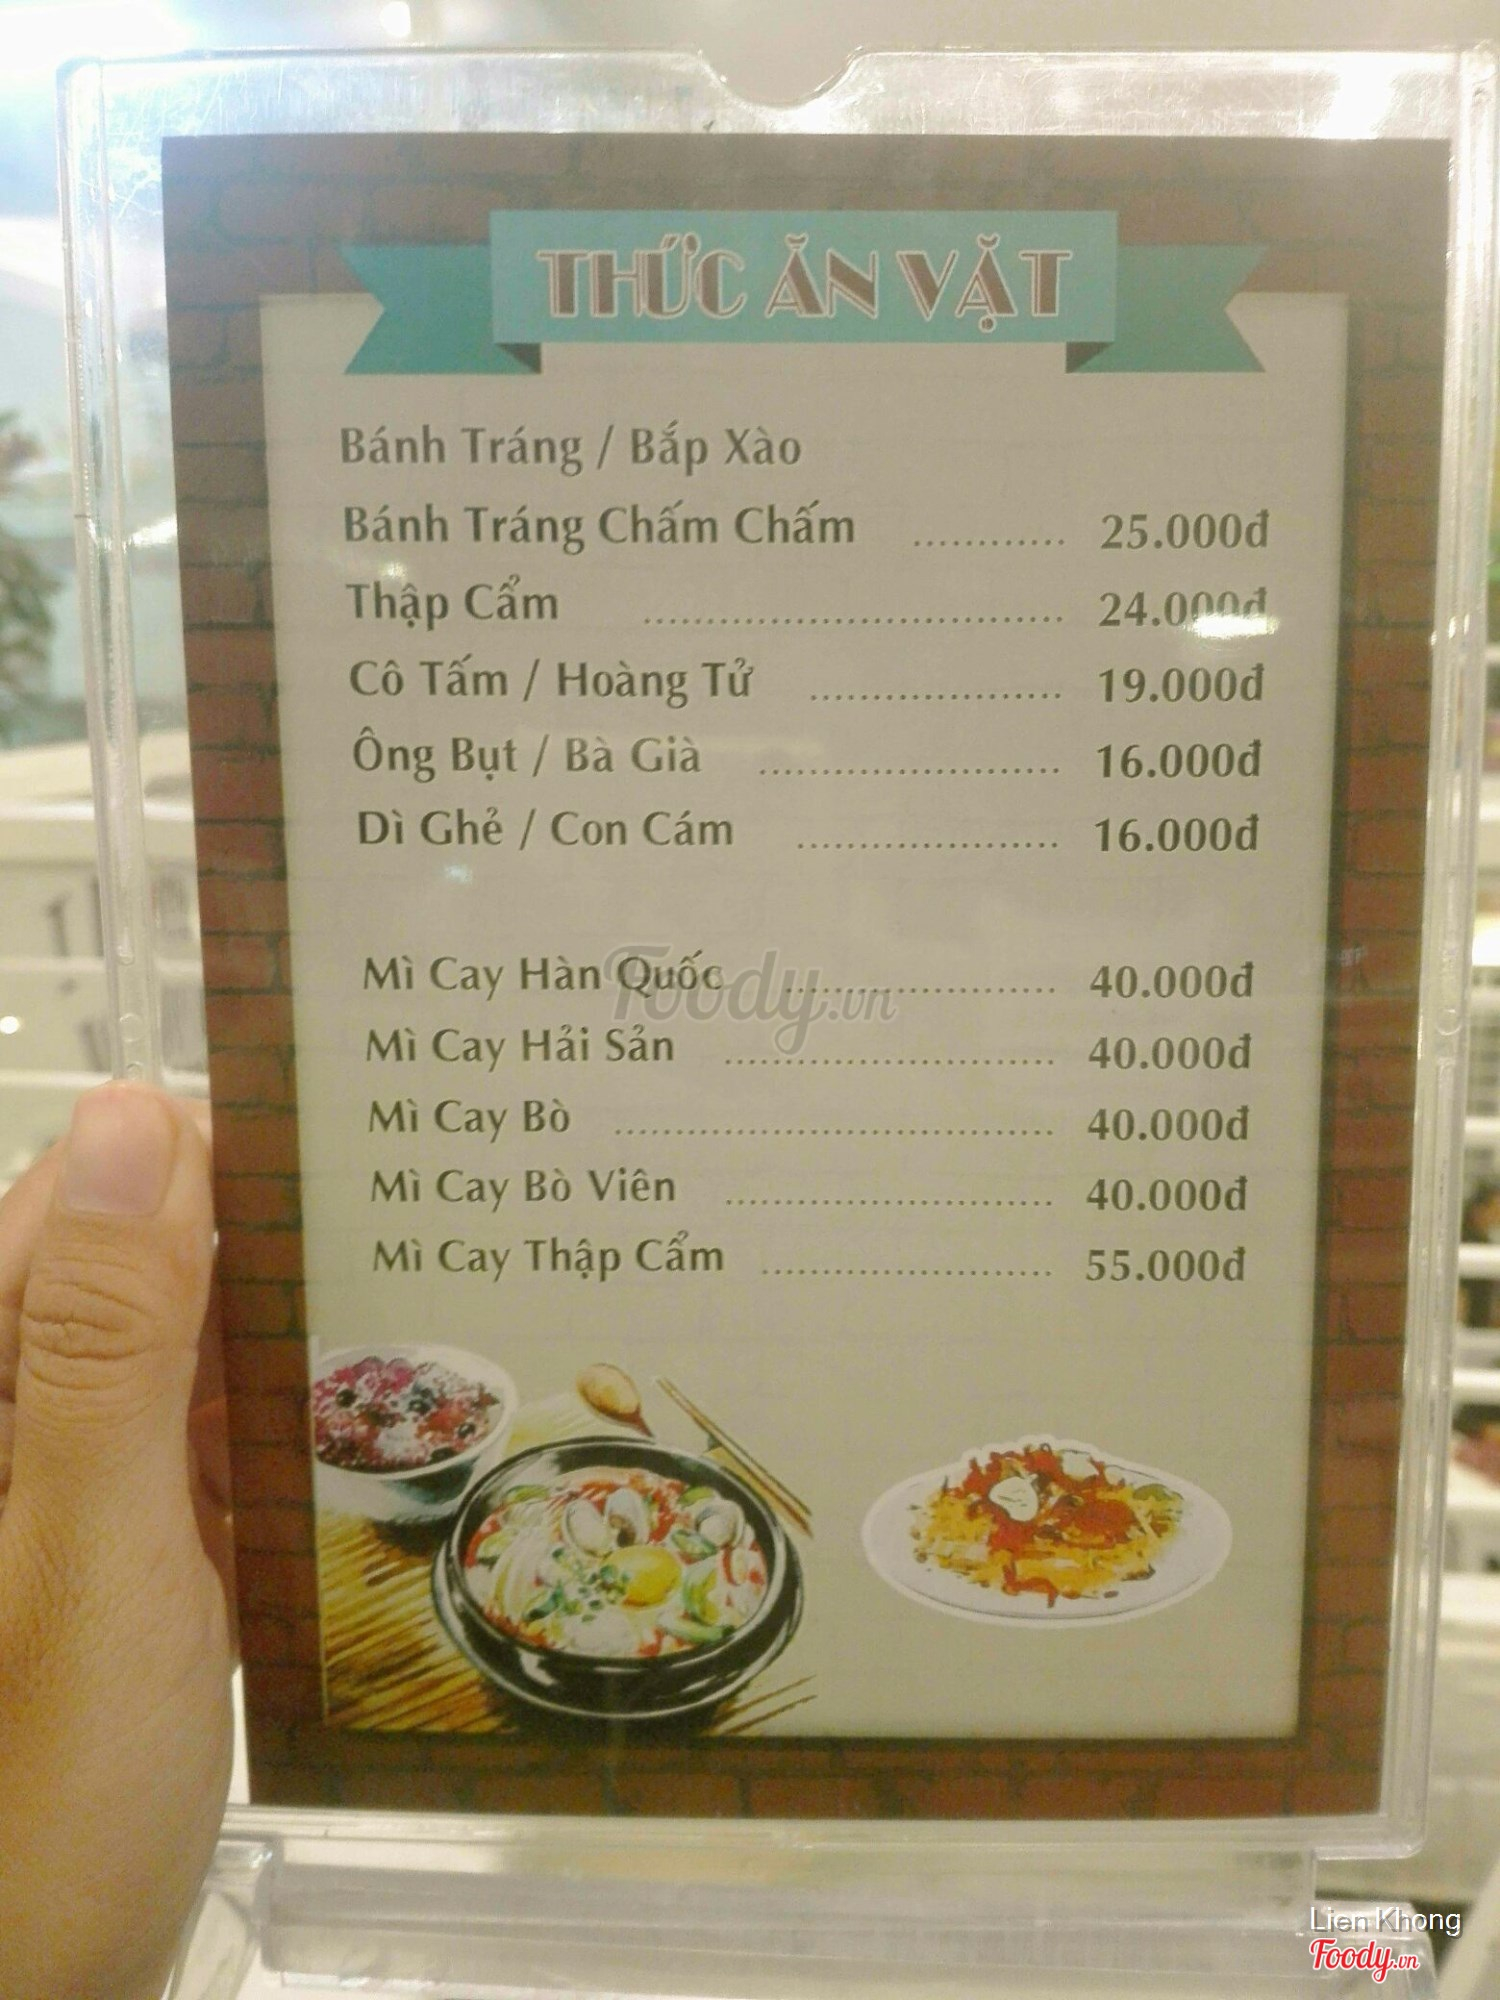 THỨC ĂN VẶT
Bánh Tráng / Bắp Xào
Bánh Tráng Chấm Chấm ............ 25.000đ
Thập Cẩm ................................. 24.000đ
Cô Tấm / Hoàng Tử .................... 19.000đ
Ông Bụt / Bà Già ........................ 16.000đ
Dì Ghẻ / Con Cám ..................... 16.000đ
Mì Cay Hàn Quốc ...................... 40.000đ
Mì Cay Hải Sản ........................... 40.000đ
Mì Cay Bò .................................... 40.000đ
Mì Cay Bò Viên ........................... 40.000đ
Mì Cay Thập Cẩm ........................ 55.000đ
Foody.vn
Lien Khong
Foody.vn